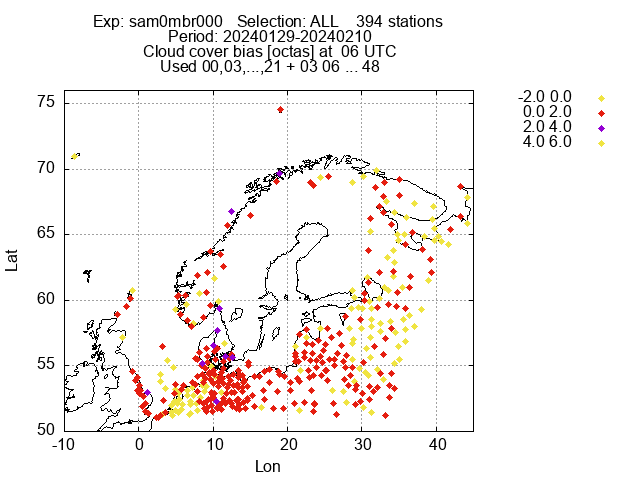 Exp: sam0mbr000 Selection: ALL 394 stations
Period: 20240129-20240210
Cloud cover bias [octas] at 06 UTC
Used 00,03,...,21 + 03 06 ... 48
-2.0 0.0
0.0 2.0
2.0 4.0
4.0 6.0
75
70
65
60
55
50
Lat
-10 0 10 20 30 40
Lon